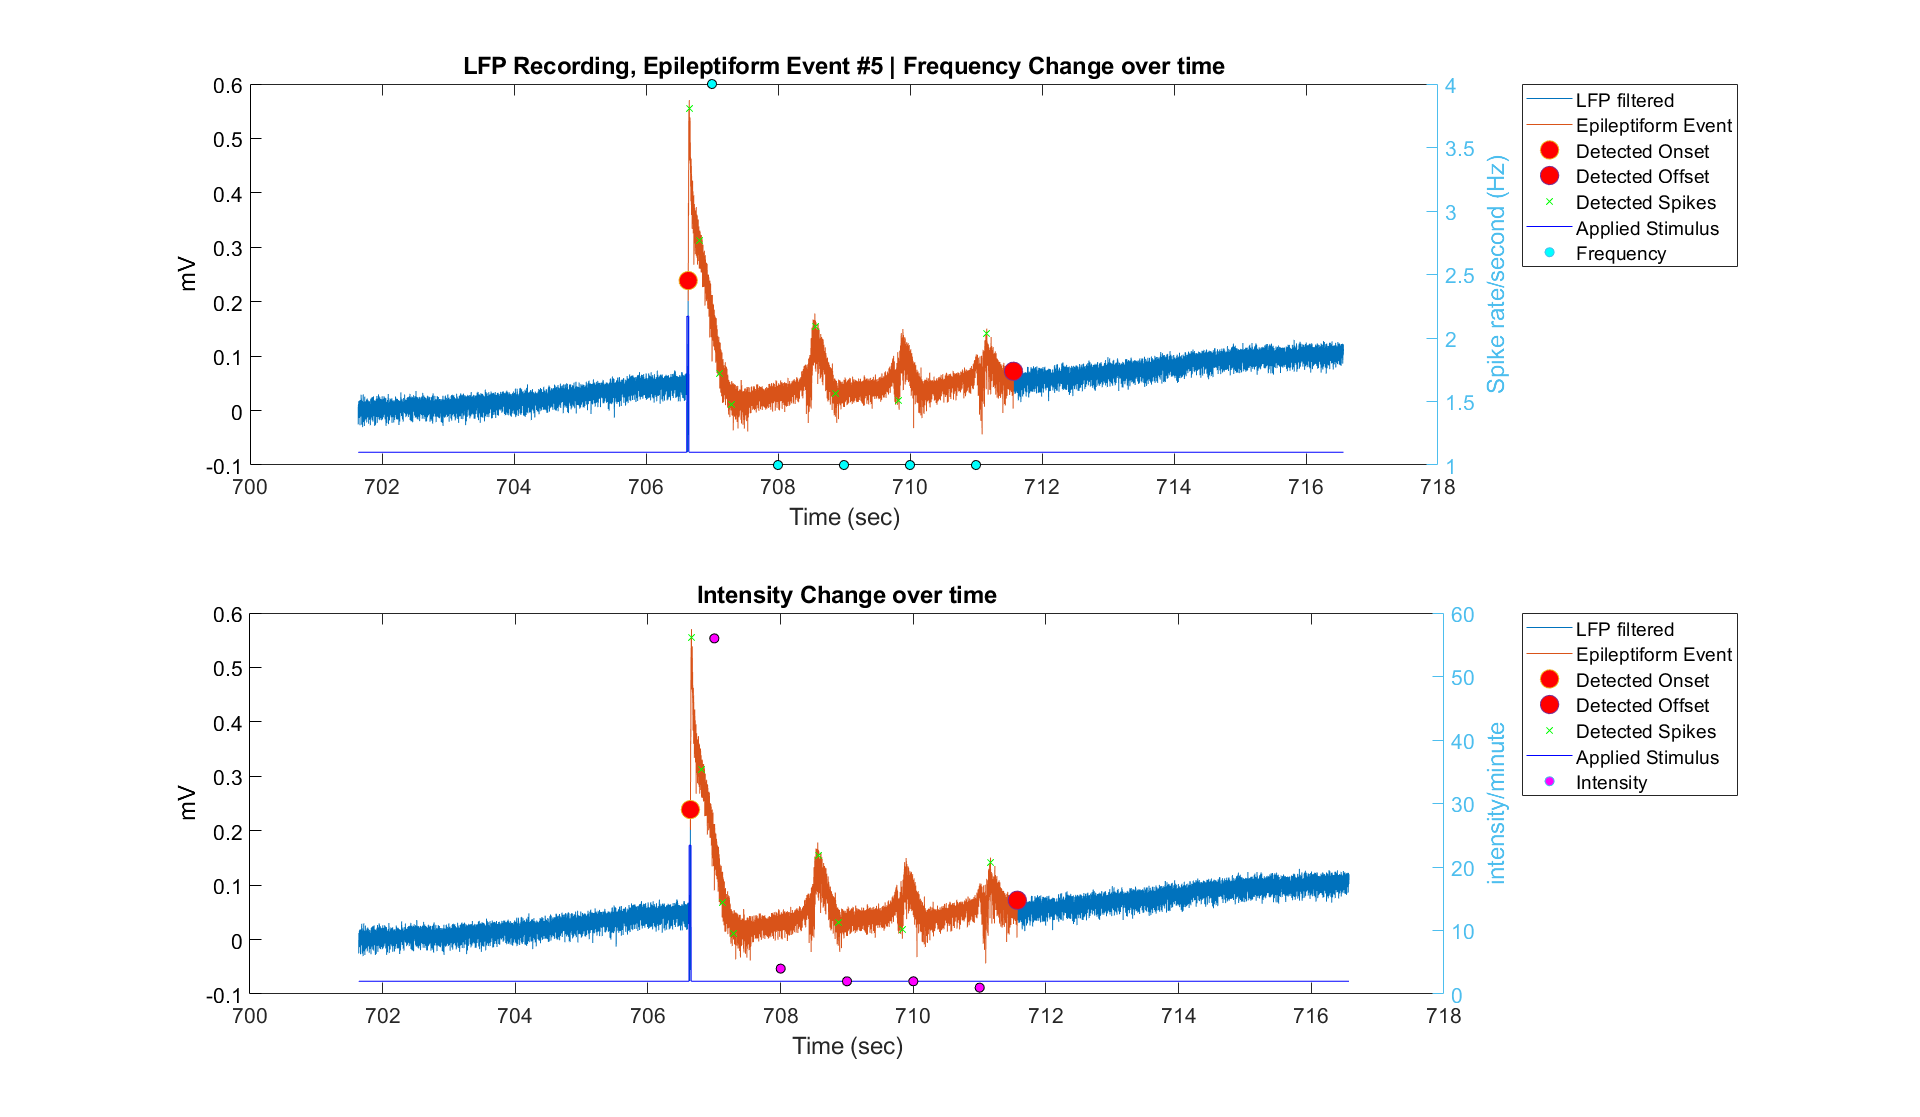 LFP Recording, Epileptiform Event #5 | Frequency Change over time
0.6
0.5
0.4
0.3
0.2
0.1
0
-0.1
mV
4
3.5
3
2.5
2
1.5
1
Spike rate/second (Hz)
700 702 704 706 708 710 712 714 716 718
Time (sec)
LFP filtered
Epileptiform Event
Detected Onset
Detected Offset
Detected Spikes
Applied Stimulus
Frequency
Intensity Change over time
0.6
0.5
0.4
0.3
0.2
0.1
0
-0.1
mV
60
50
40
30
20
10
0
intensity/minute
700 702 704 706 708 710 712 714 716 718
Time (sec)
LFP filtered
Epileptiform Event
Detected Onset
Detected Offset
Detected Spikes
Applied Stimulus
Intensity